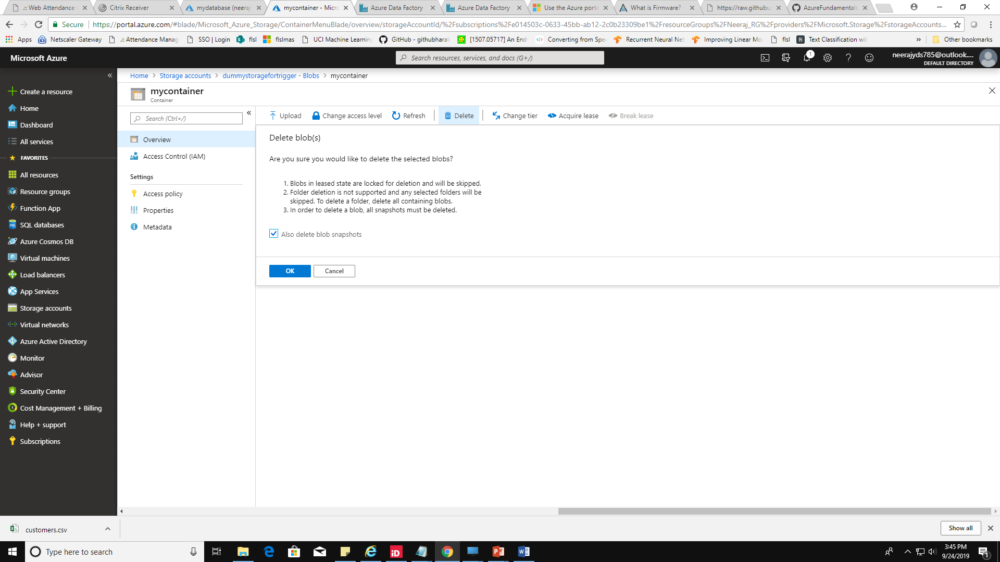 .:: Web Attendance
Citrix Receiver
mydatabase (neeraj
mycontainer - Micro
Azure Data Factory
Azure Data Factory
Use the Azure porta
What is Firmware? -
https://raw.githubu
AzureFundamentals
Secure
https://portal.azure.com/#blade/Microsoft_Azure_Storage/ContainerMenuBlade/overview/storageAccountId/%2Fsubscriptions%2Fe014503c-0633-45bb-ab12-2c0b23309be1%2FresourceGroups%2FNeeraj_RG%2Fproviders%2FMicrosoft.Storage%2FstorageAccounts...
Apps
Netscaler Gateway
.:: Attendance Manag
SSO | Login
flsl
flslmas
UCI Machine Learning
GitHub - githubharal
[1507.05717] An End-
Converting from Spee
Recurrent Neural Net
Improving Linear Mo
flsl
Text Classification wit
»
Other bookmarks
Microsoft Azure
Search resources, services, and docs (G+/)
1
neerajyds785@outlook....
DEFAULT DIRECTORY
«
Create a resource
Home
Dashboard
All services
FAVORITES
All resources
Resource groups
Function App
SQL databases
Azure Cosmos DB
Virtual machines
Load balancers
App Services
Storage accounts
Virtual networks
Azure Active Directory
Monitor
Advisor
Security Center
Cost Management + Billing
Help + support
Subscriptions
Home > Storage accounts > dummystoragefortrigger - Blobs > mycontainer
mycontainer
Container
Search (Ctrl+/)
«
Overview
Access Control (IAM)
Settings
Access policy
Properties
Metadata
Upload
Change access level
Refresh
Delete
Change tier
Acquire lease
Break lease
Delete blob(s)
Are you sure you would like to delete the selected blobs?
1. Blobs in leased state are locked for deletion and will be skipped.
2. Folder deletion is not supported and any selected folders will be
skipped. To delete a folder, delete all containing blobs.
3. In order to delete a blob, all snapshots must be deleted.
Also delete blob snapshots
OK
Cancel
customers.csv
Show all
Type here to search
3:45 PM
9/24/2019
1